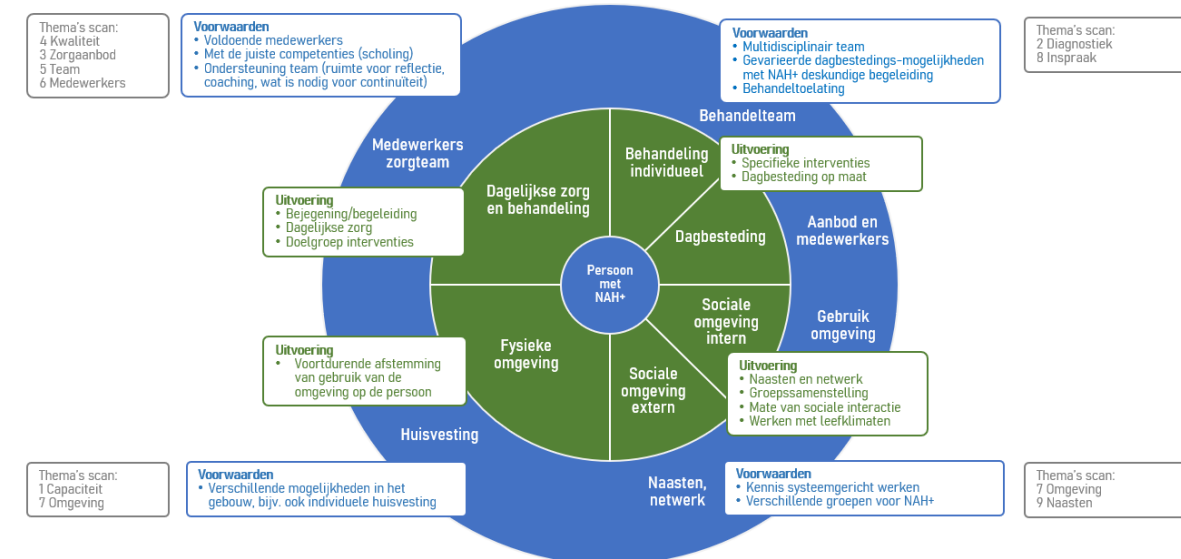 Thema's scan:
4 Kwaliteit
3 Zorgaanbod
5 Team
6 Medewerkers
Voorwaarden
• Voldoende medewerkers
• Met de juiste competenties (scholing)
• Ondersteuning team (ruimte voor reflectie,
coaching, wat is nodig voor continuïteit)
Voorwaarden
• Multidisciplinair team
• Gevarieerde dagbestedings-mogelijkheden
met NAH+ deskundige begeleiding
• Behandeltoelating
Thema's scan:
2 Diagnostiek
8 Inspraak
Behandelteam
Medewerkers
zorgteam
Behandeling
individueel
Uitvoering
• Specifieke interventies
• Dagbesteding op maat
Dagelijkse zorg
en behandeling
Uitvoering
• Bejegening/begeleiding
• Dagelijkse zorg
• Doelgroep interventies
Dagbesteding
Aanbod en
medewerkers
Persoon
met
NAH+
Sociale
omgeving
intern
Gebruik
omgeving
Fysieke
omgeving
Uitvoering
• Voortdurende afstemming
van gebruik van de
omgeving op de persoon
Sociale
omgeving
extern
Uitvoering
• Naasten en netwerk
• Groepssamenstelling
• Mate van sociale interactie
• Werken met leefklimaten
Huisvesting
Thema's scan:
1 Capaciteit
7 Omgeving
Voorwaarden
• Verschillende mogelijkheden in het
gebouw, bijv. ook individuele huisvesting
Naasten,
netwerk
Voorwaarden
• Kennis systeemgericht werken
• Verschillende groepen voor NAH+
Thema's scan:
7 Omgeving
9 Naasten